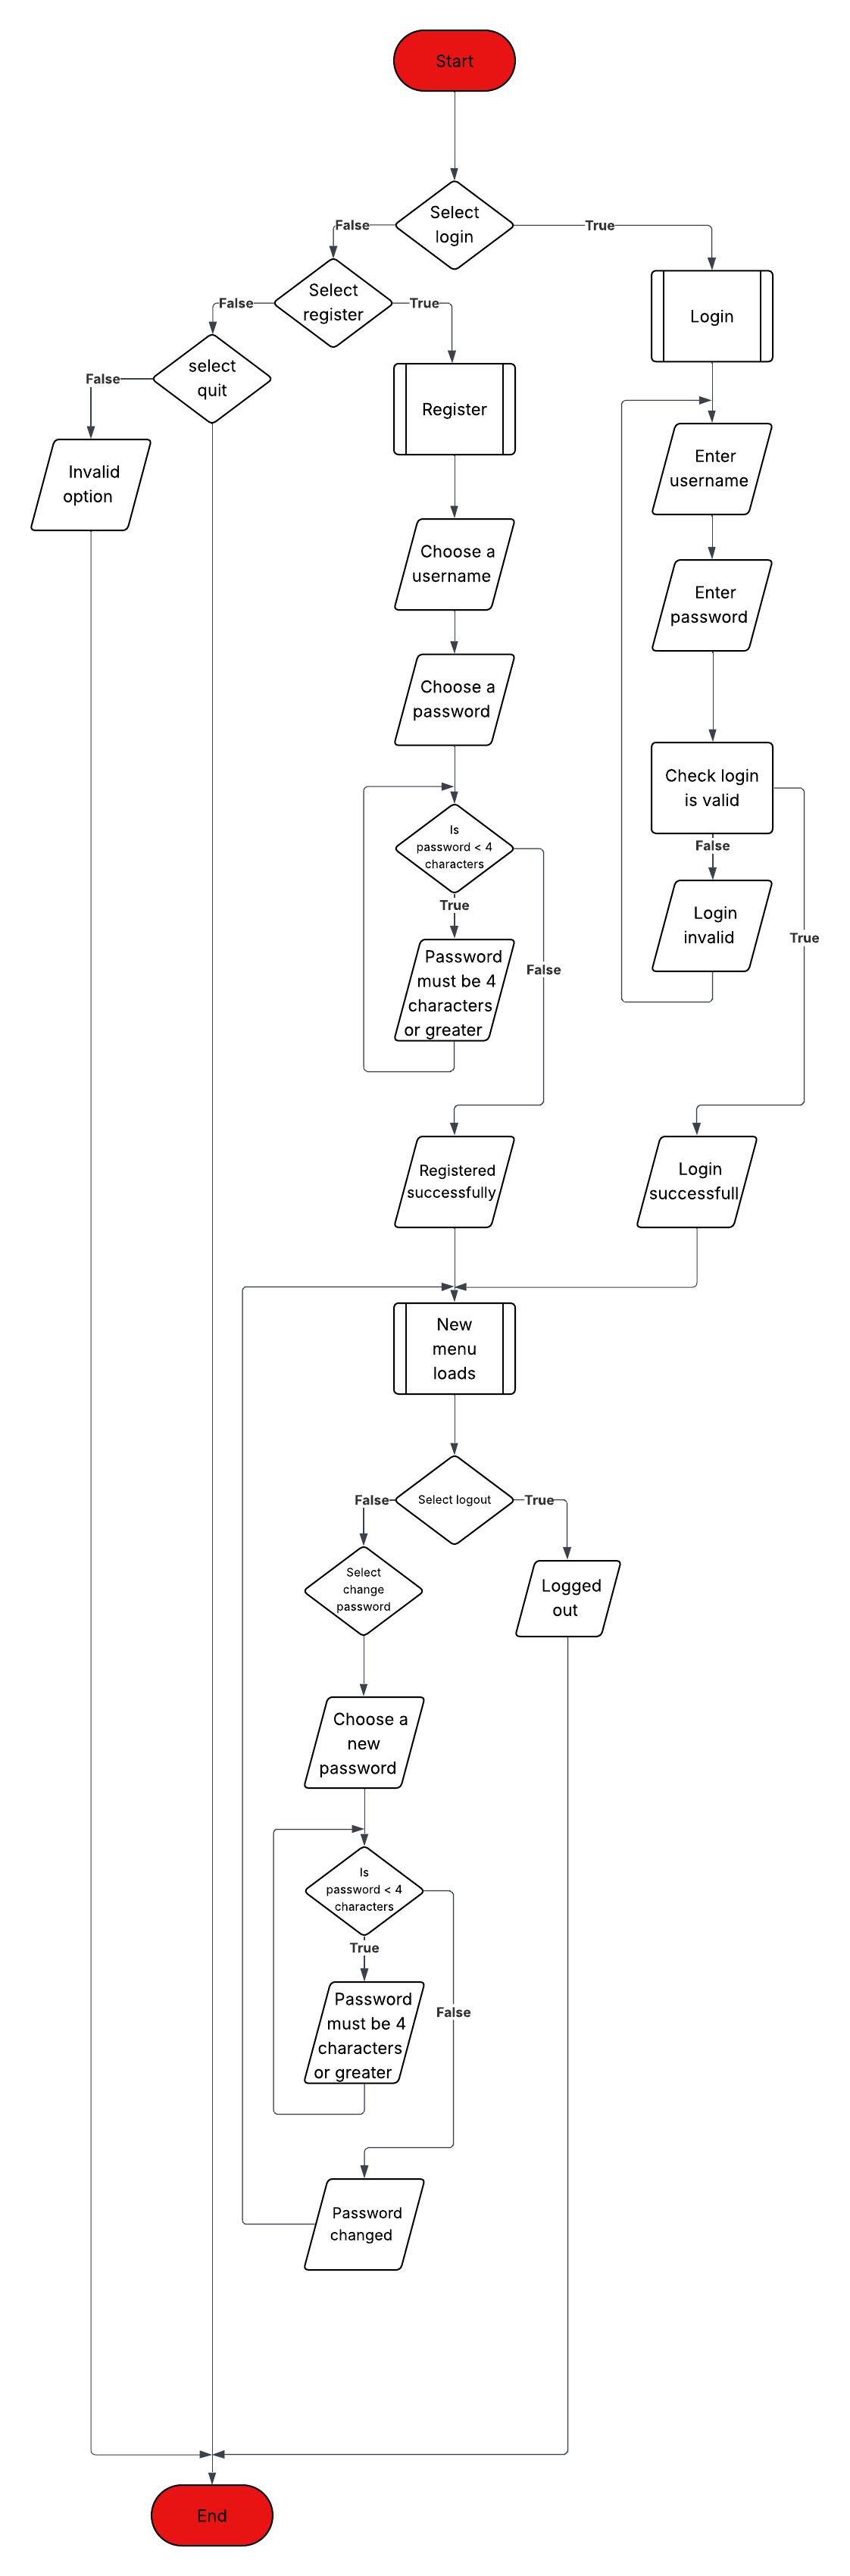 Start
Select
login
False
True
Select
register
False
True
Login
select
quit
False
Register
Invalid
option
Enter
username
Choose a
username
Enter
password
Choose a
password
Check login
is valid
Is
password < 4
characters
False
True
Login
invalid
True
Password
must be 4
characters
or greater
False
Registered
successfully
Login
successfull
New
menu
loads
Select logout
False
True
Select
change
password
Logged
out
Choose a
new
password
Is
password < 4
characters
True
Password
must be 4
characters
or greater
False
Password
changed
End